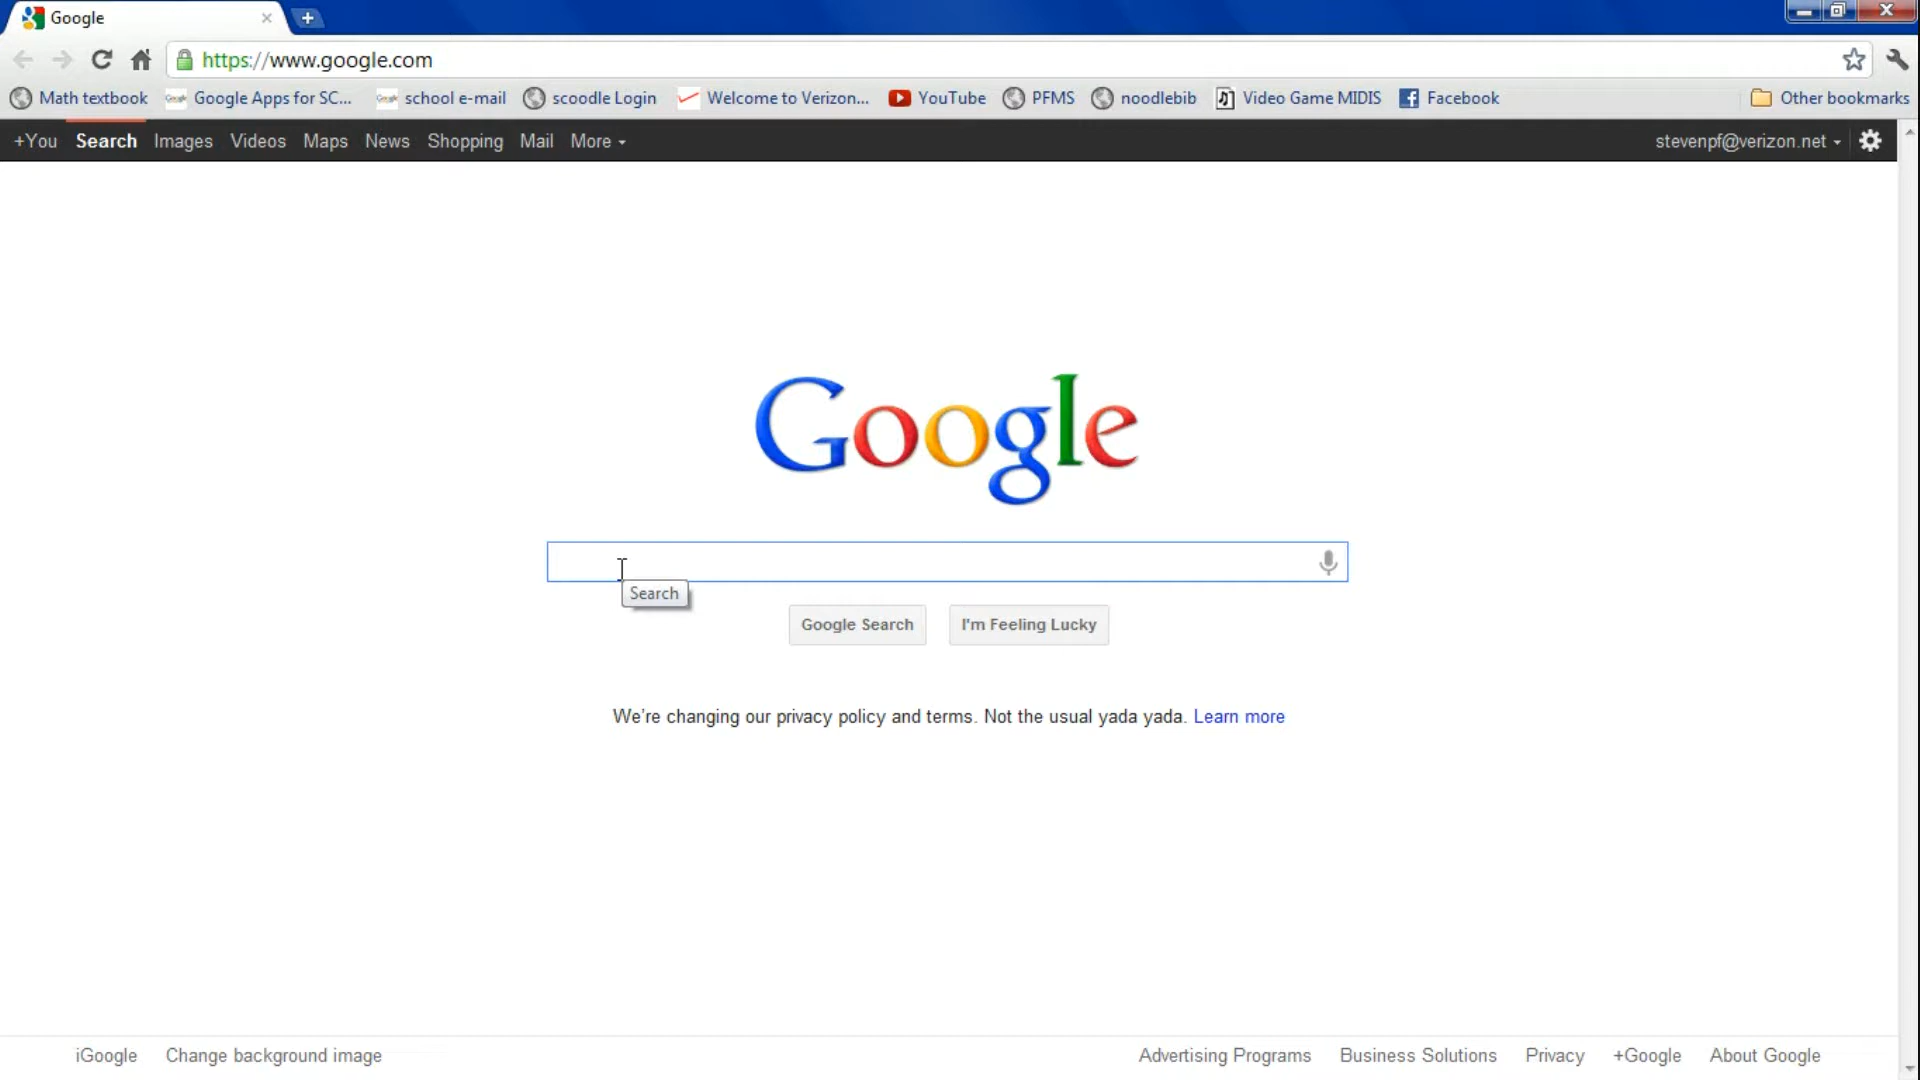 Google
https://www.google.com
Math textbook Google Apps for SC... school e-mail scoodle Login Welcome to Verizon... YouTube PFMS noodlebib Video Game MIDIS Facebook Other bookmarks
+You Search Images Videos Maps News Shopping Mail More stevenpf@verizon.net
Google
Search
Google Search I'm Feeling Lucky
We're changing our privacy policy and terms. Not the usual yada yada. Learn more
iGoogle Change background image Advertising Programs Business Solutions Privacy +Google About Google